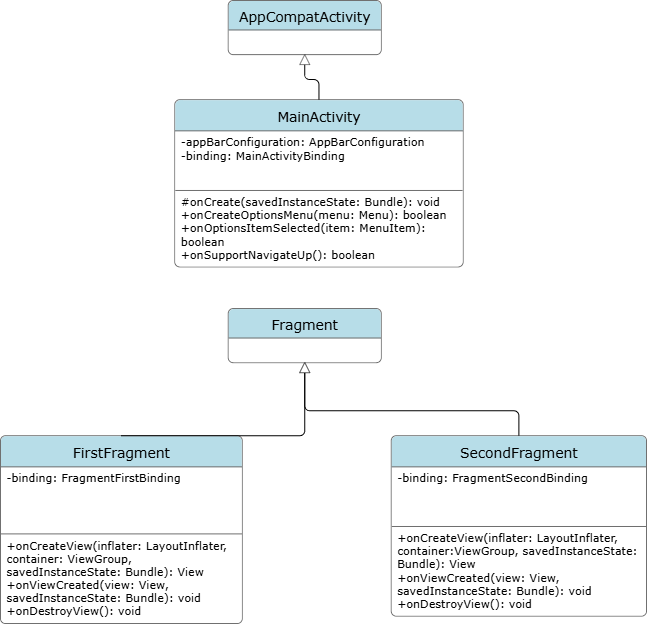 AppCompatActivity
MainActivity
-appBarConfiguration: AppBarConfiguration
-binding: MainActivityBinding
#onCreate(savedInstanceState: Bundle): void
+onCreateOptionsMenu(menu: Menu): boolean
+onOptionsItemSelected(item: MenuItem):
boolean
+onSupportNavigateUp(): boolean
Fragment
FirstFragment
-binding: FragmentFirstBinding
+onCreateView(inflater: LayoutInflater,
container: ViewGroup,
savedInstanceState: Bundle): View
+onViewCreated(view: View,
savedInstanceState: Bundle): void
+onDestroyView(): void
SecondFragment
-binding: FragmentSecondBinding
+onCreateView(inflater: LayoutInflater,
container:ViewGroup, savedInstanceState:
Bundle): View
+onViewCreated(view: View,
savedInstanceState: Bundle): void
+onDestroyView(): void